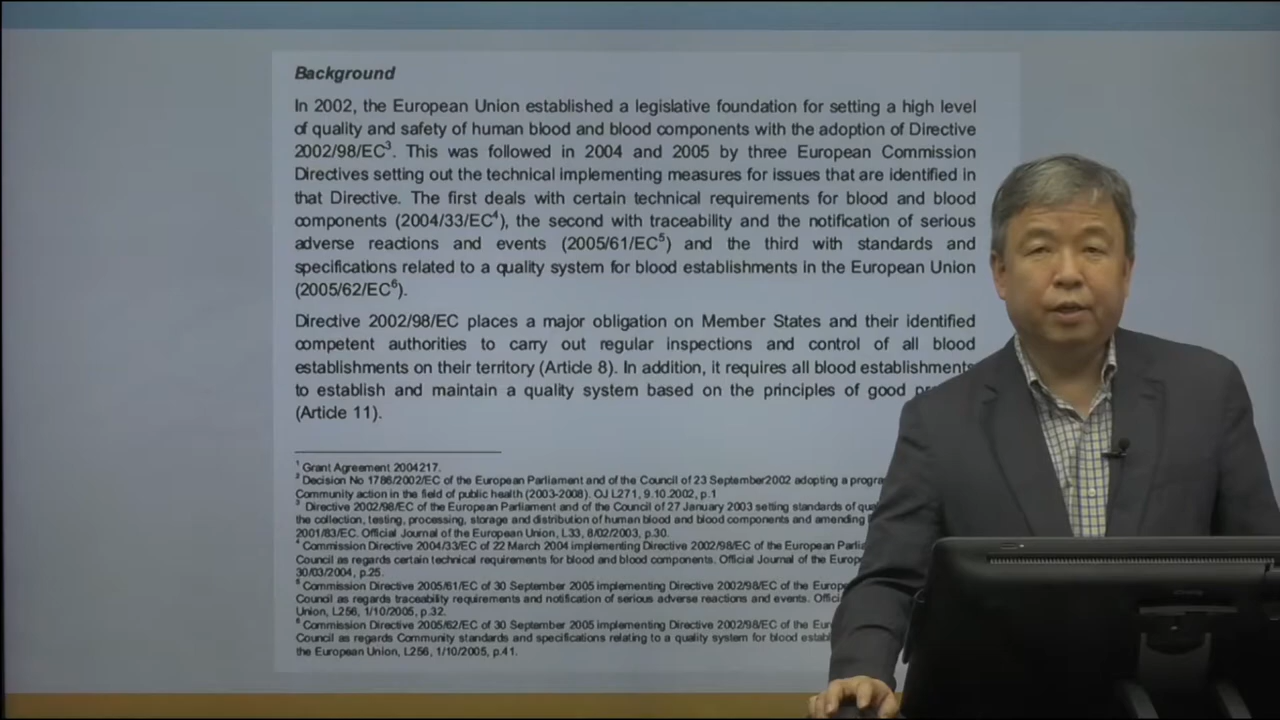 Background
In 2002, the European Union established a legislative foundation for setting a high level
of quality and safety of human blood and blood components with the adoption of Directive
2002/98/EC3. This was followed in 2004 and 2005 by three European Commission
Directives setting out the technical implementing measures for issues that are identified in
that Directive. The first deals with certain technical requirements for blood and blood
components (2004/33/EC4), the second with traceability and the notification of serious
adverse reactions and events (2005/61/EC5) and the third with standards and
specifications related to a quality system for blood establishments in the European Union
(2005/62/EC6).
Directive 2002/98/EC places a major obligation on Member States and their identified
competent authorities to carry out regular inspections and control of all blood
establishments on their territory (Article 8). In addition, it requires all blood establishments
to establish and maintain a quality system based on the principles of good
(Article 11).
1 Grant Agreement 2004217.
2 Decision No 1786/2002/EC of the European Parliament and of the Council of 23 September2002 adopting a
Community action in the field of public health (2003-2008). OJ L271, 9.10.2002, p.1
3 Directive 2002/98/EC of the European Parliament and of the Council of 27 January 2003 setting standards of
the collection, testing, processing, storage and distribution of human blood and blood components and amending
2001/83/EC. Official Journal of the European Union, L33, 8/02/2003, p.30.
4 Commission Directive 2004/33/EC of 22 March 2004 implementing Directive 2002/98/EC of the European
Council as regards certain technical requirements for blood and blood components. Official Journal of the
30/03/2004, p.25.
5 Commission Directive 2005/61/EC of 30 September 2005 implementing Directive 2002/98/EC of the
Council as regards traceability requirements and notification of serious adverse reactions and events.
Union, L256, 1/10/2005, p.32.
6 Commission Directive 2005/62/EC of 30 September 2005 implementing Directive 2002/98/EC of the
Council as regards Community standards and specifications relating to a quality system for blood
the European Union, L256, 1/10/2005, p.41.